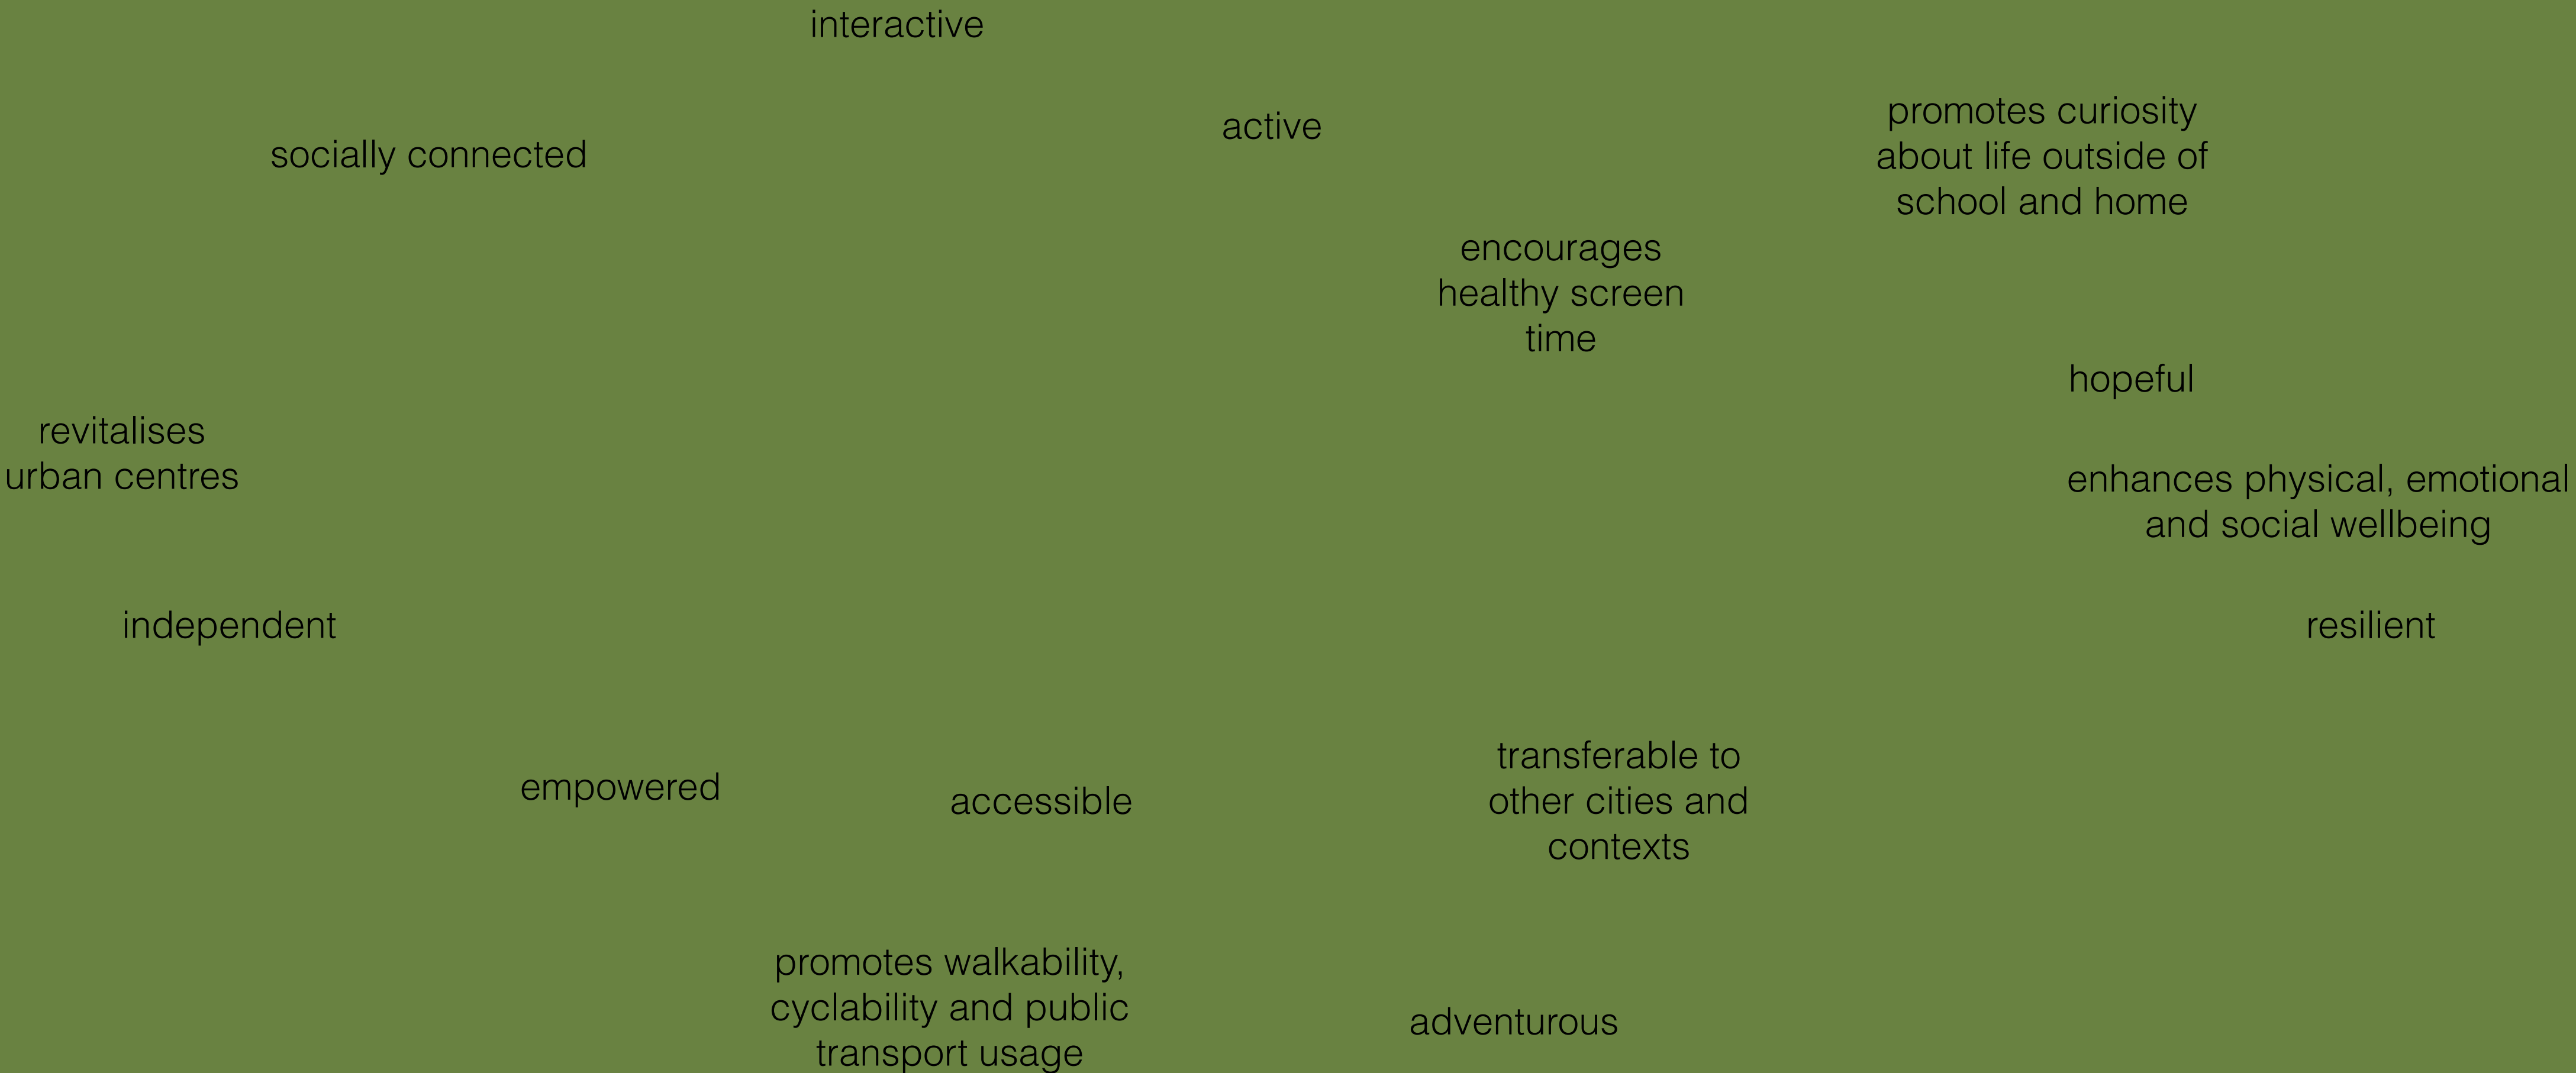 interactive
active
socially connected
promotes curiosity
about life outside of
school and home
encourages
healthy screen
time
hopeful
revitalises
urban centres
enhances physical, emotional
and social wellbeing
independent
resilient
transferable to
other cities and
contexts
empowered
accessible
promotes walkability,
cyclability and public
transport usage
adventurous